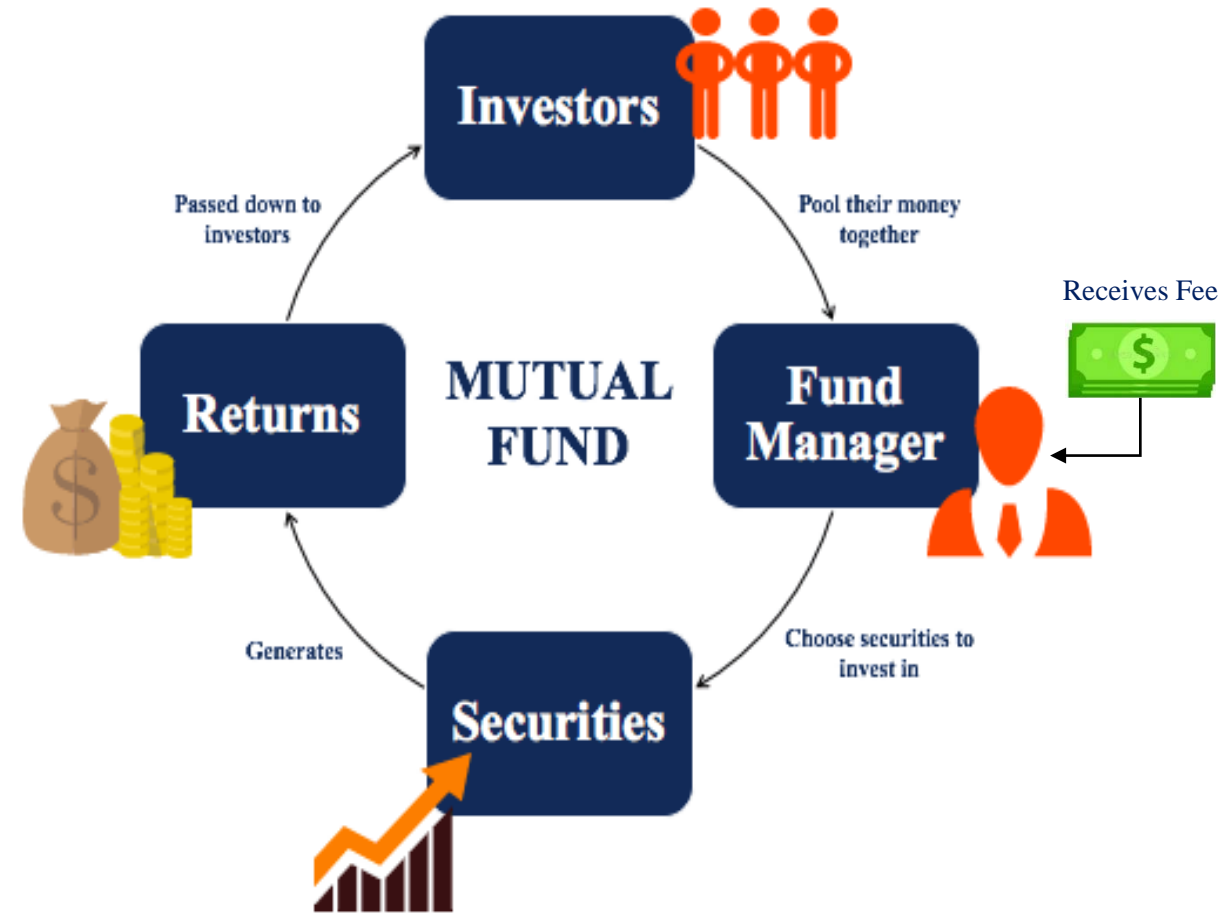 Investors
Pool their money
together
Receives Fee
$
Fund
Manager
Choose securities to
invest in
Securities
Generates
Returns
$
Passed down to
investors
MUTUAL
FUND